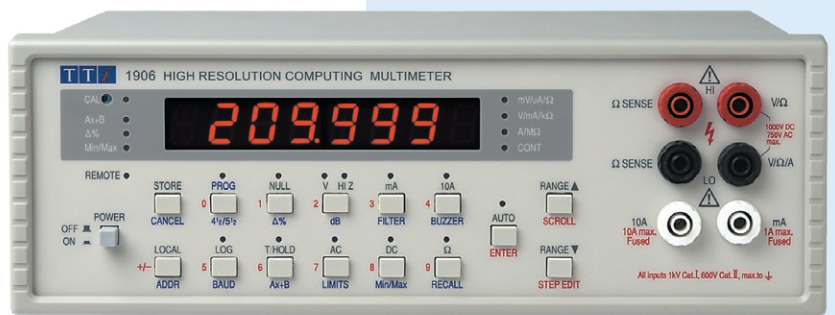 TTi 1906 HIGH RESOLUTION COMPUTING MULTIMETER
CAL
Ax+B
Δ%
Min/Max
209.999
mV/uA/Ω
V/mA/kΩ
A/MΩ
CONT
REMOTE
STORE PROG NULL V HI Z mA 10A RANGE▲
0 1 2 3 4
CANCEL 4½/5½ Δ% dB FILTER BUZZER SCROLL
AUTO
ENTER
POWER
OFF
ON
LOCAL LOG T/HOLD AC DC Ω RANGE▼
+/- 5 6 7 8 9
ADDR BAUD Ax+B LIMITS Min/Max RECALL STEP EDIT
HI
Ω SENSE V/Ω
1000V DC
750V AC
max.
Ω SENSE V/Ω/A
LO
10A mA
10A max. 1A max.
Fused Fused
All inputs 1kV Cat.I, 600V Cat.II, max.to ⏚